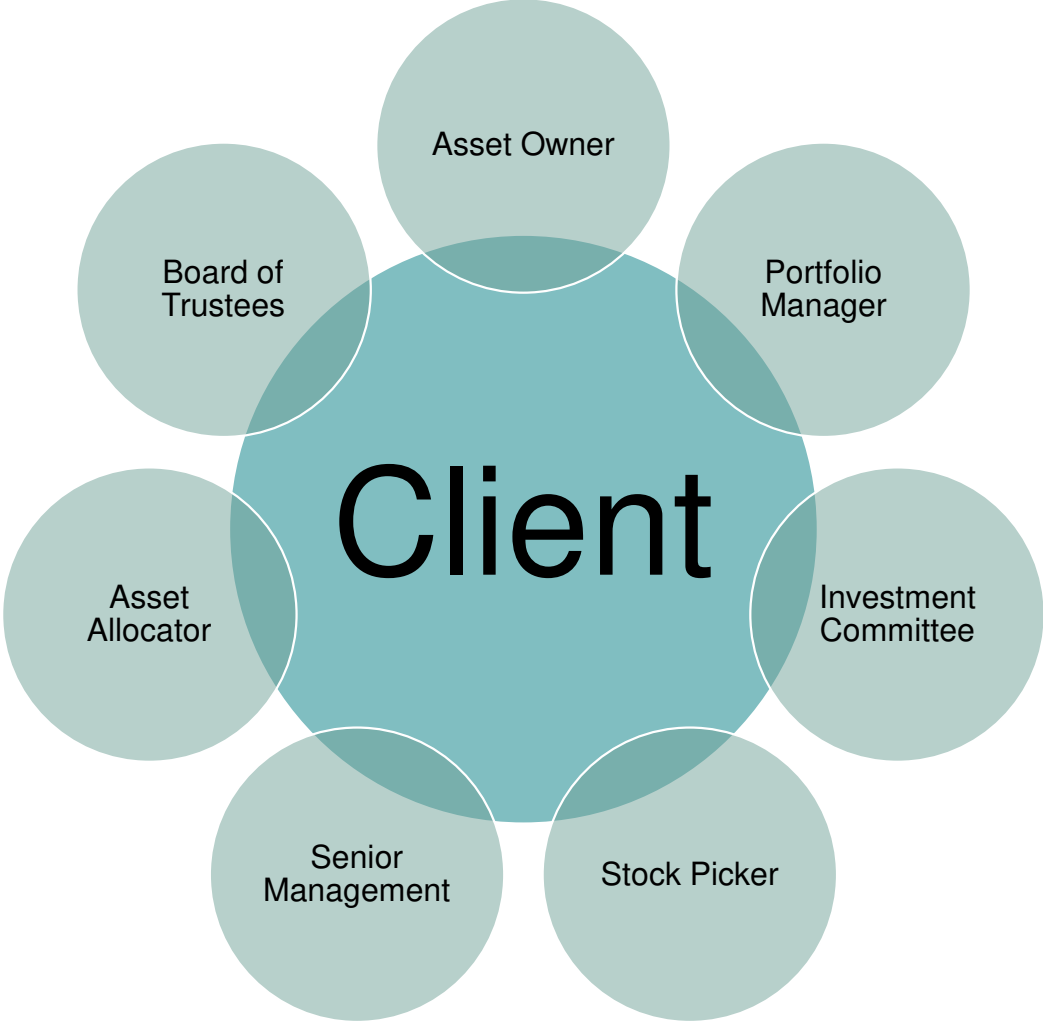 Asset Owner
Portfolio
Manager
Investment
Committee
Stock Picker
Senior
Management
Asset
Allocator
Board of
Trustees
Client